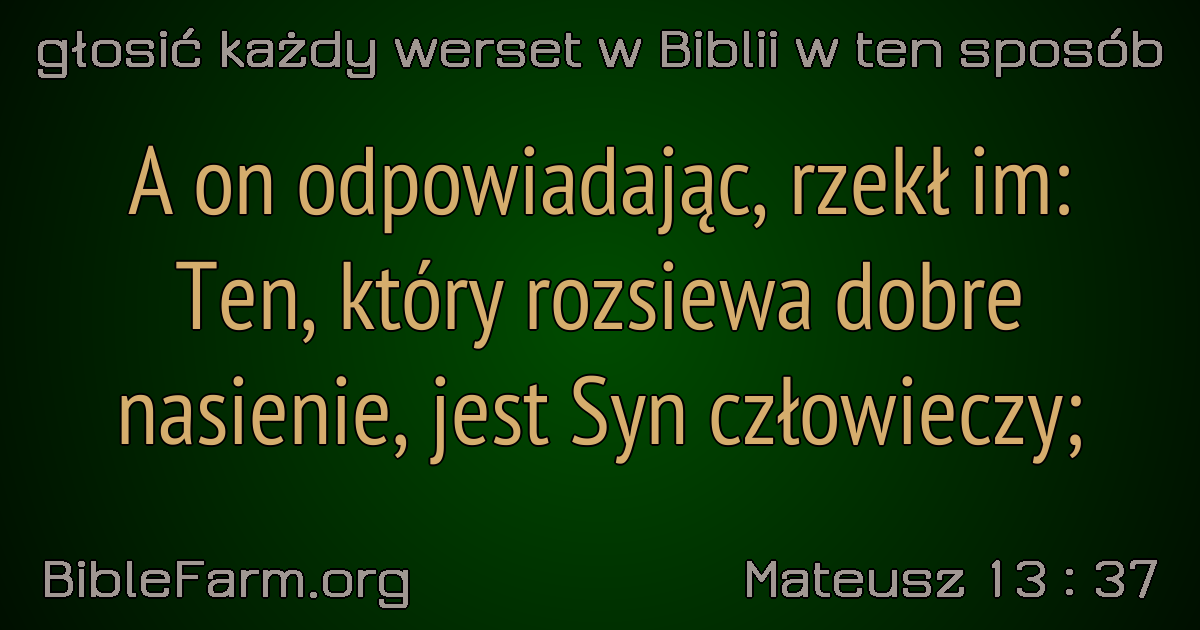 głosić każdy werset w Biblii w ten sposób
A on odpowiadając, rzekł im:
Ten, który rozsiewa dobre
nasienie, jest Syn człowieczy;
BibleFarm.org
Mateusz 13 : 37